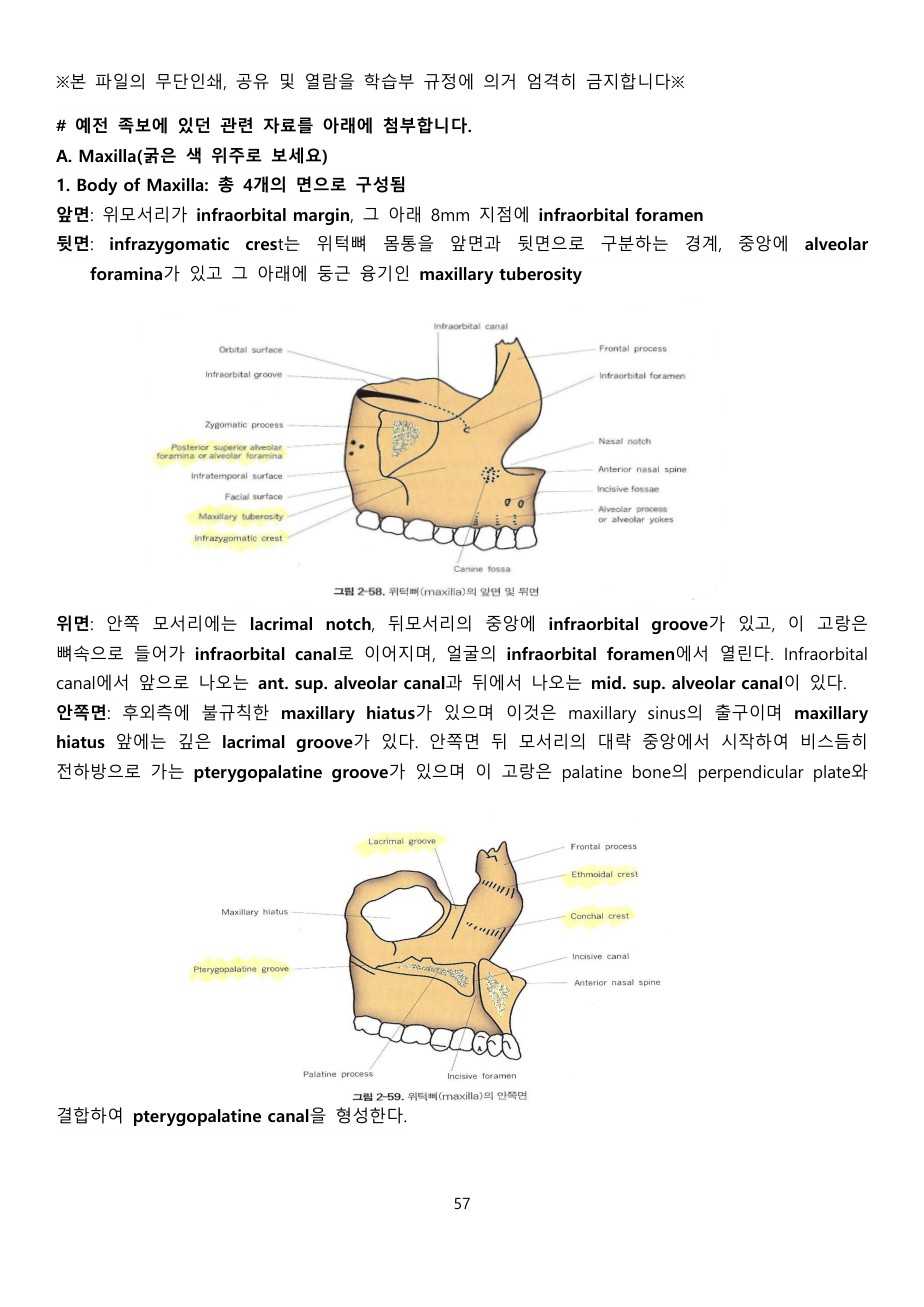 ※본 파일의 무단인쇄, 공유 및 열람을 학습부 규정에 의거 엄격히 금지합니다※
# 예전 족보에 있던 관련 자료를 아래에 첨부합니다.
A. Maxilla(굵은 색 위주로 보세요)
1. Body of Maxilla: 총 4개의 면으로 구성됨
앞면: 위모서리가 infraorbital margin, 그 아래 8mm 지점에 infraorbital foramen
뒷면: infrazygomatic crest는 위턱뼈 몸통을 앞면과 뒷면으로 구분하는 경계, 중앙에 alveolar
foramina가 있고 그 아래에 둥근 융기인 maxillary tuberosity
Infraorbital canal
Orbital surface
Infraorbital groove
Zygomatic process
Posterior superior alveolar
foramina or alveolar foramina
Infratemporal surface
Facial surface
Maxillary tuberosity
Infrazygomatic crest
Frontal process
Infraorbital foramen
Nasal notch
Anterior nasal spine
Incisive fossae
Alveolar process
or alveolar yokes
Canine fossa
그림 2-58. 위턱뼈(maxilla)의 앞면 및 뒤면
위면: 안쪽 모서리에는 lacrimal notch, 뒤모서리의 중앙에 infraorbital groove가 있고, 이 고랑은
뼈속으로 들어가 infraorbital canal로 이어지며, 얼굴의 infraorbital foramen에서 열린다. Infraorbital
canal에서 앞으로 나오는 ant. sup. alveolar canal과 뒤에서 나오는 mid. sup. alveolar canal이 있다.
안쪽면: 후외측에 불규칙한 maxillary hiatus가 있으며 이것은 maxillary sinus의 출구이며 maxillary
hiatus 앞에는 깊은 lacrimal groove가 있다. 안쪽면 뒤 모서리의 대략 중앙에서 시작하여 비스듬히
전하방으로 가는 pterygopalatine groove가 있으며 이 고랑은 palatine bone의 perpendicular plate와
Lacrimal groove
Maxillary hiatus
Pterygopalatine groove
Frontal process
Ethmoidal crest
Conchal crest
Incisive canal
Anterior nasal spine
Palatine process
Incisive foramen
그림 2-59. 위턱뼈(maxilla)의 안쪽면
결합하여 pterygopalatine canal을 형성한다.
57